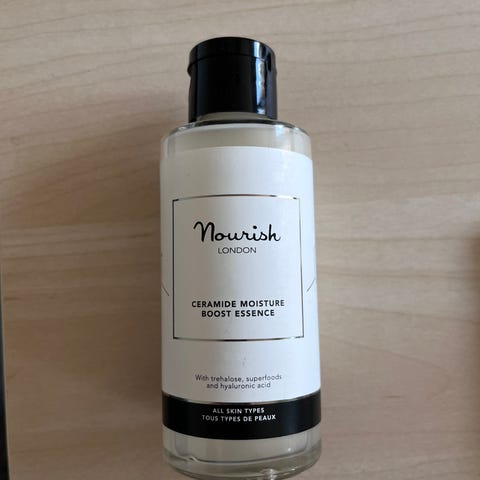 Nourish
LONDON
CERAMIDE MOISTURE
BOOST ESSENCE
With trehalose, superfoods
and hyaluronic acid
ALL SKIN TYPES
TOUS TYPES DE PEAUX